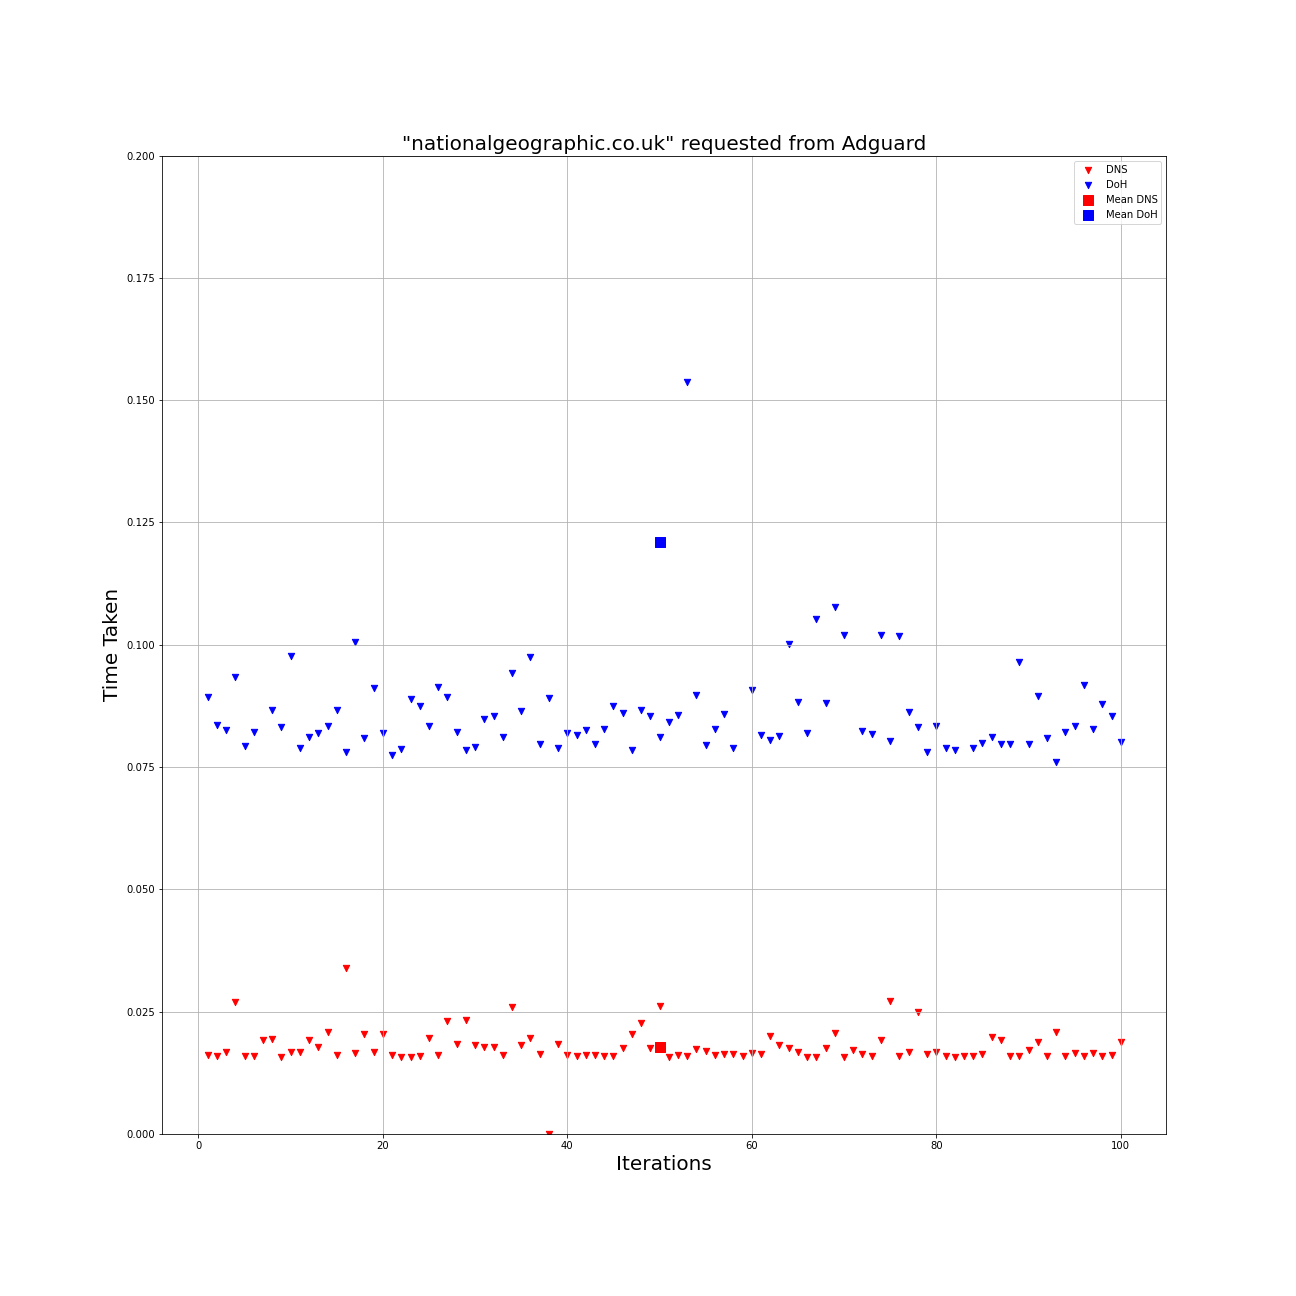 "nationalgeographic.co.uk" requested from Adguard
DNS
DoH
Mean DNS
Mean DoH
Time Taken
0.200
0.175
0.150
0.125
0.100
0.075
0.050
0.025
0.000
0 20 40 60 80 100
Iterations